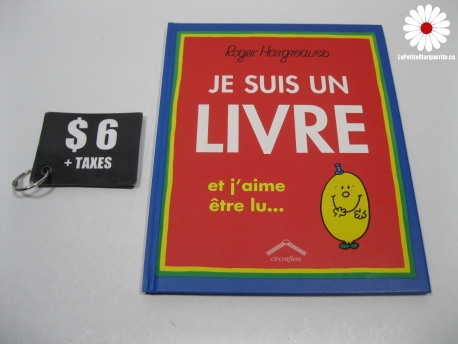 LaPetiteMarguerite.ca
Roger Hargreaves
JE SUIS UN
LIVRE
et j'aime
être lu...
circonflexe
$ 6
+ TAXES